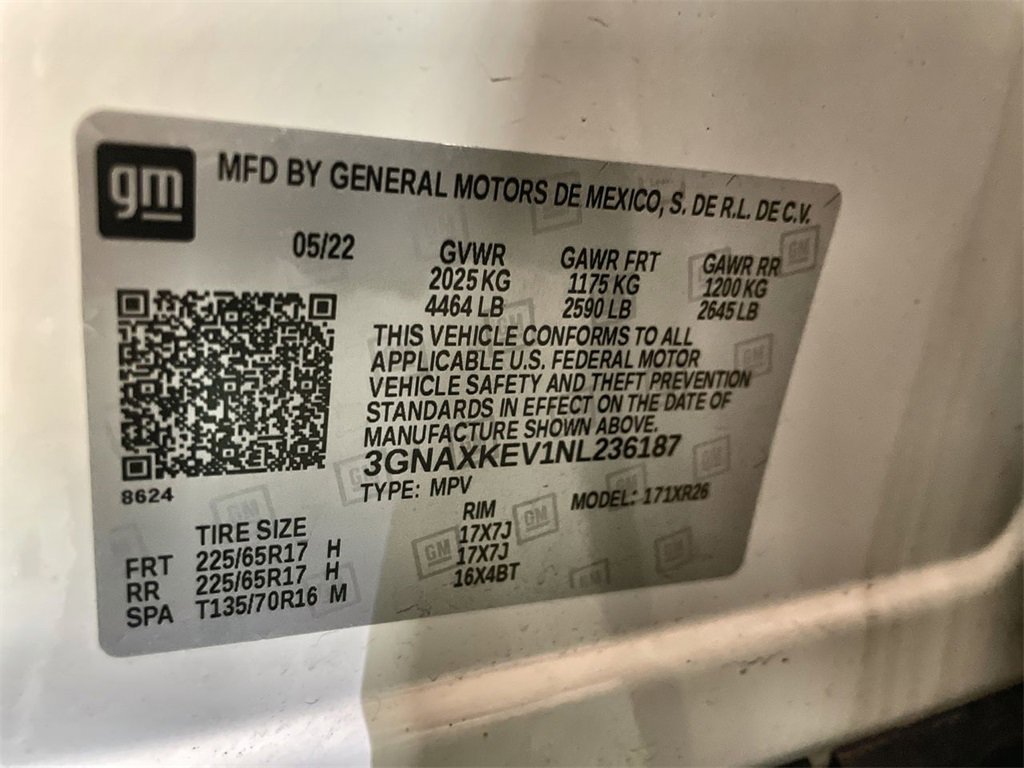 gm
MFD BY GENERAL MOTORS DE MEXICO, S. DE R.L. DE C.V.
05/22
GVWR GAWR FRT GAWR RR
2025 KG 1175 KG 1200 KG
4464 LB 2590 LB 2645 LB
THIS VEHICLE CONFORMS TO ALL
APPLICABLE U.S. FEDERAL MOTOR
VEHICLE SAFETY AND THEFT PREVENTION
STANDARDS IN EFFECT ON THE DATE OF
MANUFACTURE SHOWN ABOVE.
3GNAXKEV1NL236187
8624
TYPE: MPV MODEL: 171XR26
TIRE SIZE RIM
FRT 225/65R17 H 17X7J
RR 225/65R17 H 17X7J
SPA T135/70R16 M 16X4BT